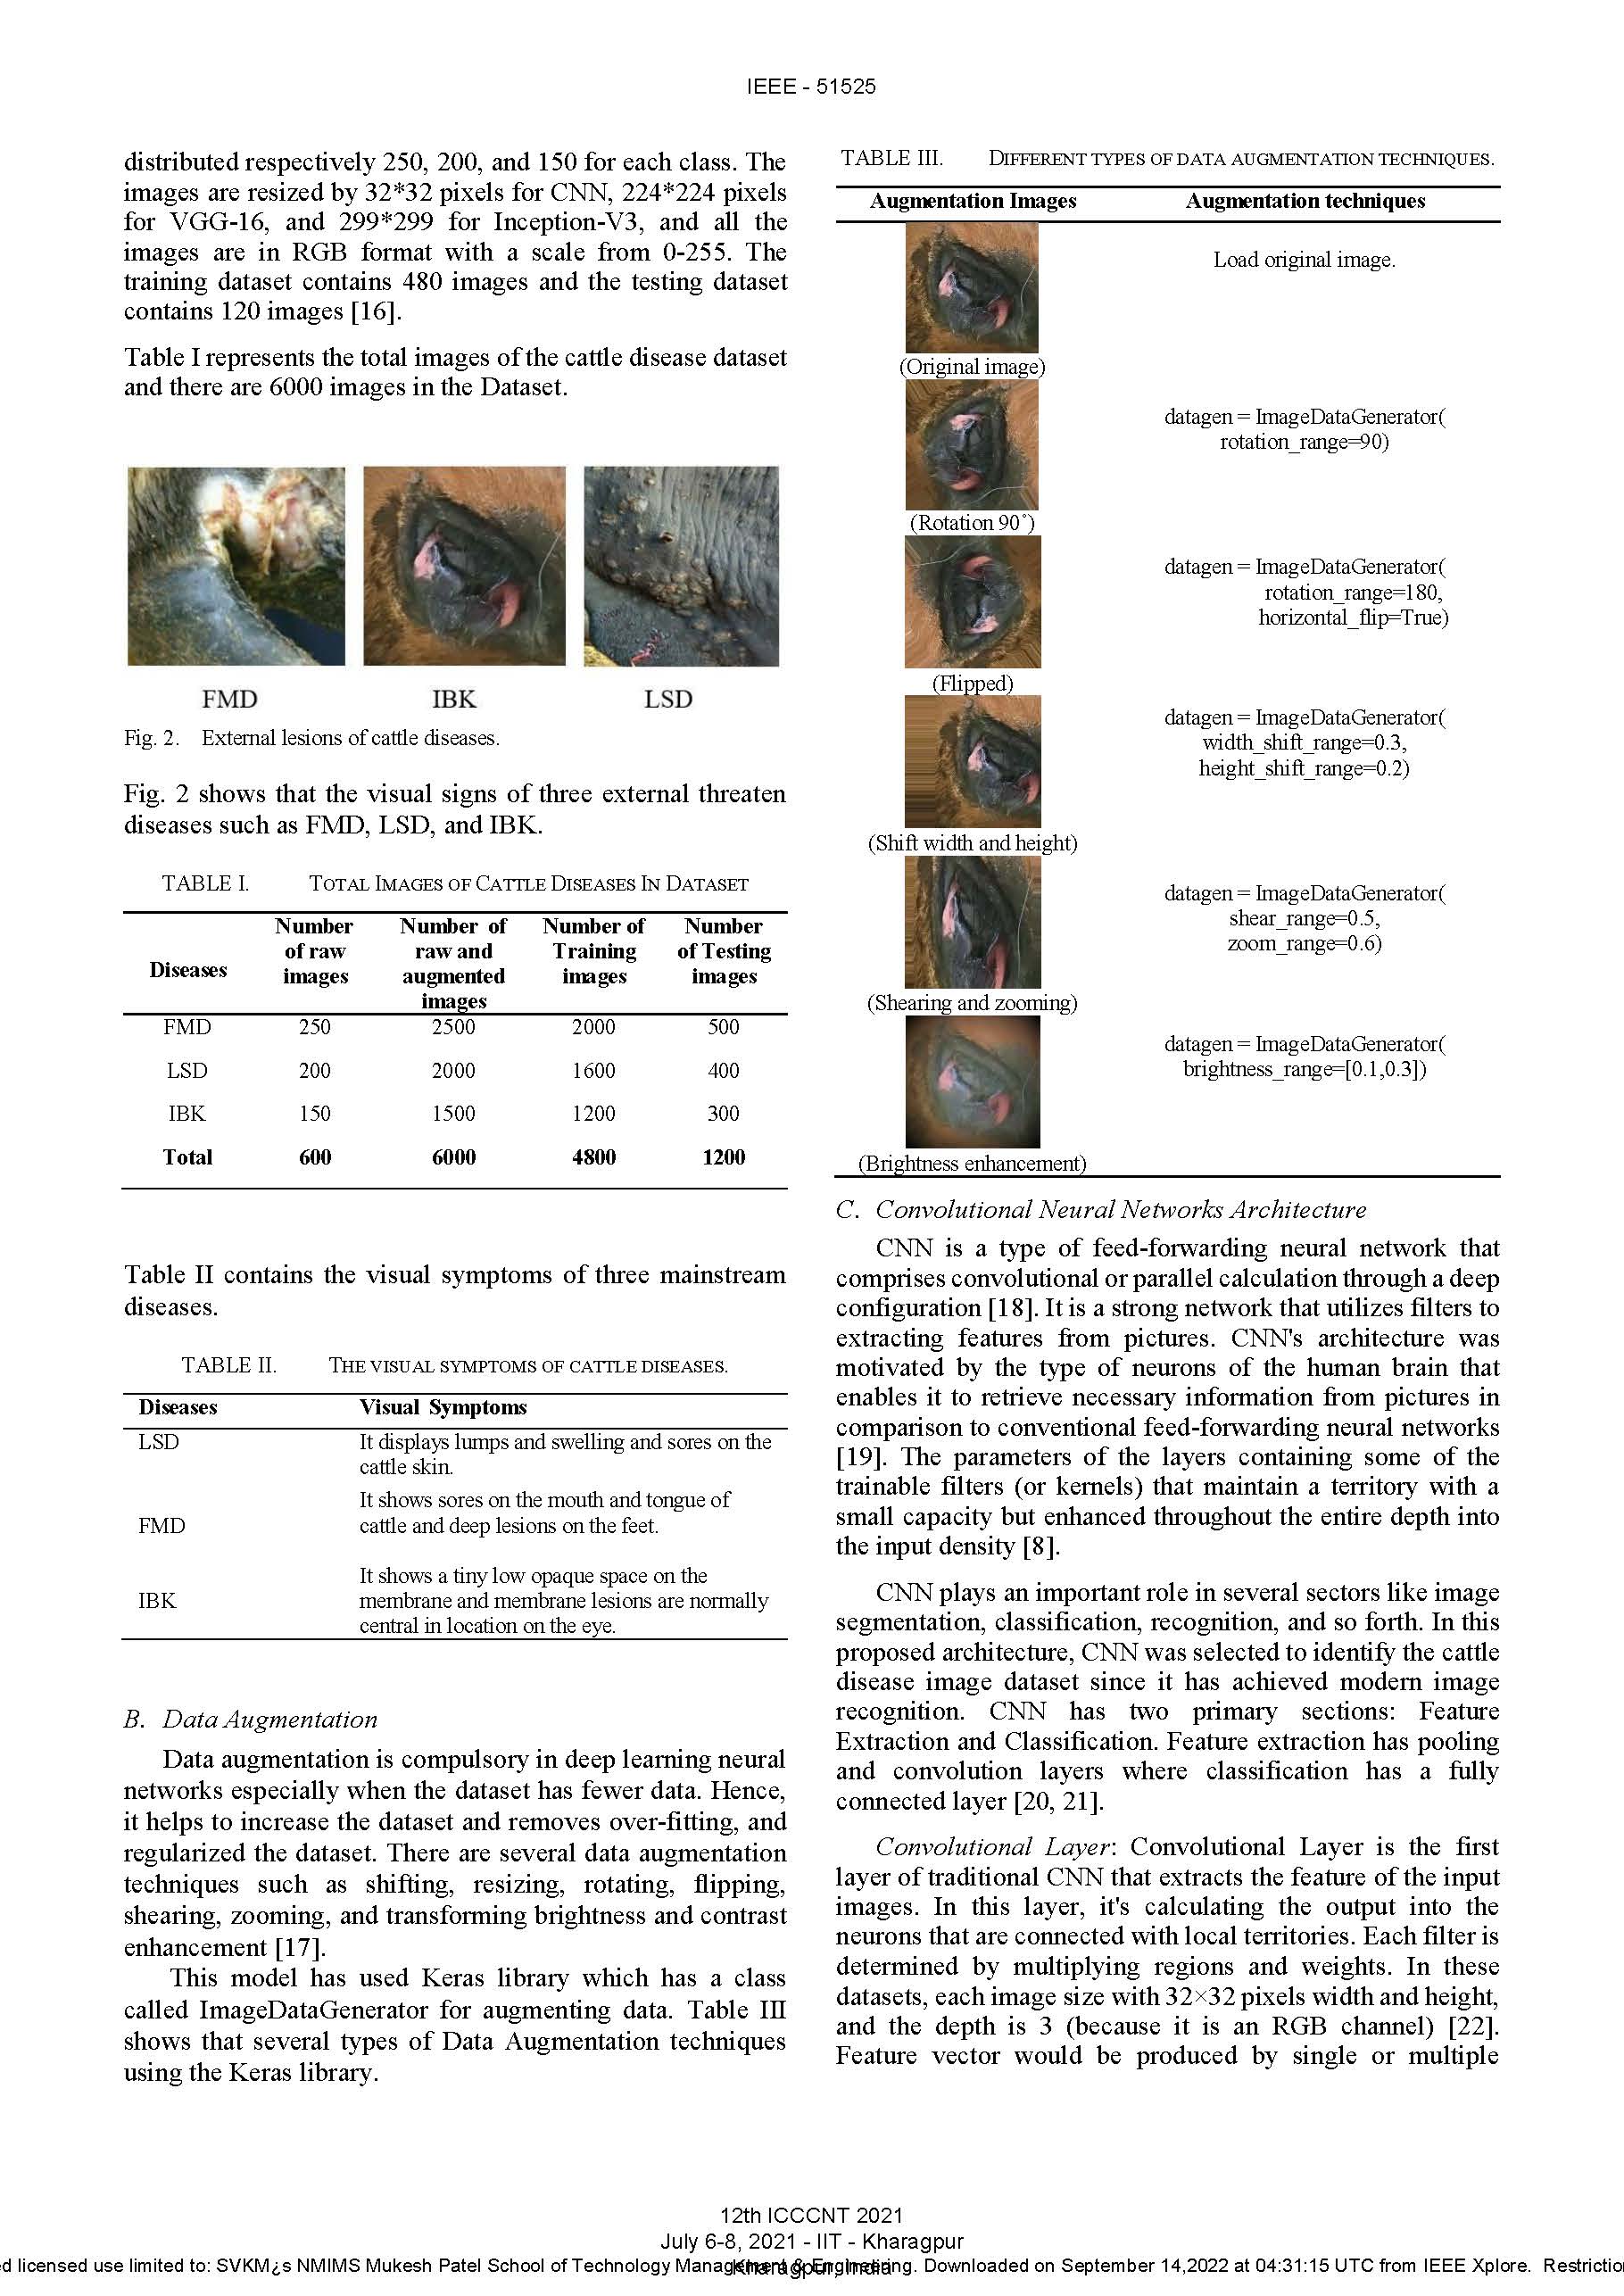 IEEE - 51525
distributed respectively 250, 200, and 150 for each class. The
images are resized by 32*32 pixels for CNN, 224*224 pixels
for VGG-16, and 299*299 for Inception-V3, and all the
images are in RGB format with a scale from 0-255. The
training dataset contains 480 images and the testing dataset
contains 120 images [16].
Table I represents the total images of the cattle disease dataset
and there are 6000 images in the Dataset.
FMD IBK LSD
Fig. 2. External lesions of cattle diseases.
Fig. 2 shows that the visual signs of three external threaten
diseases such as FMD, LSD, and IBK.
TABLE I. TOTAL IMAGES OF CATTLE DISEASES IN DATASET
Diseases Number of raw images Number of raw and augmented images Number of Training images Number of Testing images
FMD 250 2500 2000 500
LSD 200 2000 1600 400
IBK 150 1500 1200 300
Total 600 6000 4800 1200
Table II contains the visual symptoms of three mainstream
diseases.
TABLE II. THE VISUAL SYMPTOMS OF CATTLE DISEASES.
Diseases Visual Symptoms
LSD It displays lumps and swelling and sores on the
cattle skin.
It shows sores on the mouth and tongue of
FMD cattle and deep lesions on the feet.
It shows a tiny low opaque space on the
IBK membrane and membrane lesions are normally
central in location on the eye.
B. Data Augmentation
Data augmentation is compulsory in deep learning neural
networks especially when the dataset has fewer data. Hence,
it helps to increase the dataset and removes over-fitting, and
regularized the dataset. There are several data augmentation
techniques such as shifting, resizing, rotating, flipping,
shearing, zooming, and transforming brightness and contrast
enhancement [17].
This model has used Keras library which has a class
called ImageDataGenerator for augmenting data. Table III
shows that several types of Data Augmentation techniques
using the Keras library.
TABLE III. DIFFERENT TYPES OF DATA AUGMENTATION TECHNIQUES.
Augmentation Images Augmentation techniques
Load original image.
(Original image)
datagen = ImageDataGenerator(
rotation_range=90)
(Rotation 90˚)
datagen = ImageDataGenerator(
rotation_range=180,
horizontal_flip=True)
(Flipped)
datagen = ImageDataGenerator(
width_shift_range=0.3,
height_shift_range=0.2)
(Shift width and height)
datagen = ImageDataGenerator(
shear_range=0.5,
zoom_range=0.6)
(Shearing and zooming)
datagen = ImageDataGenerator(
brightness_range=[0.1,0.3])
(Brightness enhancement)
C. Convolutional Neural Networks Architecture
CNN is a type of feed-forwarding neural network that
comprises convolutional or parallel calculation through a deep
configuration [18]. It is a strong network that utilizes filters to
extracting features from pictures. CNN's architecture was
motivated by the type of neurons of the human brain that
enables it to retrieve necessary information from pictures in
comparison to conventional feed-forwarding neural networks
[19]. The parameters of the layers containing some of the
trainable filters (or kernels) that maintain a territory with a
small capacity but enhanced throughout the entire depth into
the input density [8].
CNN plays an important role in several sectors like image
segmentation, classification, recognition, and so forth. In this
proposed architecture, CNN was selected to identify the cattle
disease image dataset since it has achieved modern image
recognition. CNN has two primary sections: Feature
Extraction and Classification. Feature extraction has pooling
and convolution layers where classification has a fully
connected layer [20, 21].
Convolutional Layer: Convolutional Layer is the first
layer of traditional CNN that extracts the feature of the input
images. In this layer, it's calculating the output into the
neurons that are connected with local territories. Each filter is
determined by multiplying regions and weights. In these
datasets, each image size with 32×32 pixels width and height,
and the depth is 3 (because it is an RGB channel) [22].
Feature vector would be produced by single or multiple
12th ICCCNT 2021
July 6-8, 2021 - IIT - Kharagpur
Kharagpur, India
ed licensed use limited to: SVKM¿s NMIMS Mukesh Patel School of Technology Management & Engineering. Downloaded on September 14,2022 at 04:31:15 UTC from IEEE Xplore. Restrictio